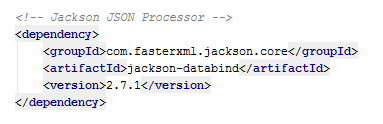 <!-- Jackson JSON Processor -->
<dependency>
    <groupId>com.fasterxml.jackson.core</groupId>
    <artifactId>jackson-databind</artifactId>
    <version>2.7.1</version>
</dependency>